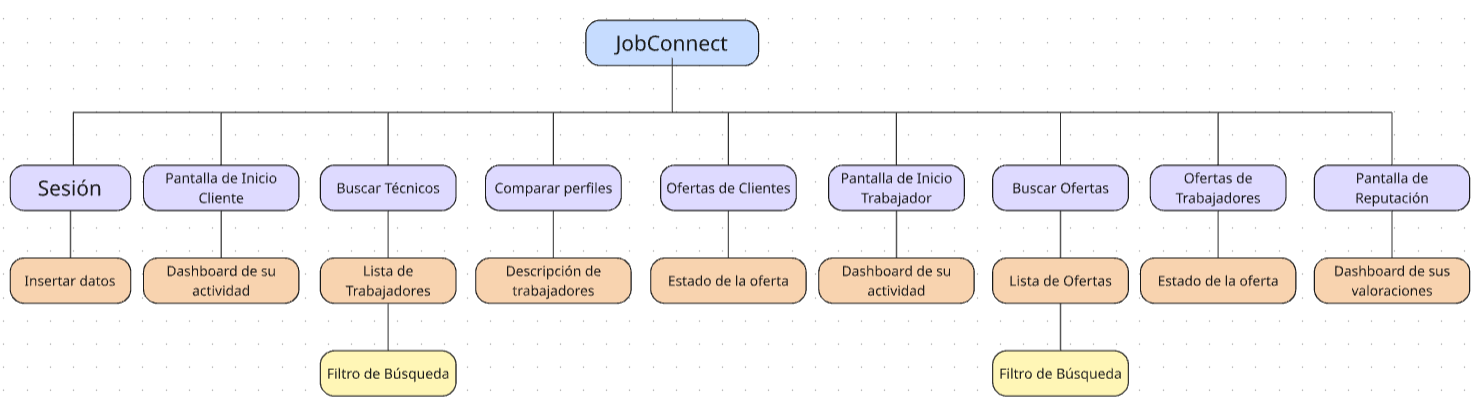 JobConnect
Sesión
Pantalla de Inicio
Cliente
Buscar Técnicos
Comparar perfiles
Ofertas de Clientes
Pantalla de Inicio
Trabajador
Buscar Ofertas
Ofertas de
Trabajadores
Pantalla de
Reputación
Insertar datos
Dashboard de su
actividad
Lista de
Trabajadores
Descripción de
trabajadores
Estado de la oferta
Dashboard de su
actividad
Lista de Ofertas
Estado de la oferta
Dashboard de sus
valoraciones
Filtro de Búsqueda
Filtro de Búsqueda